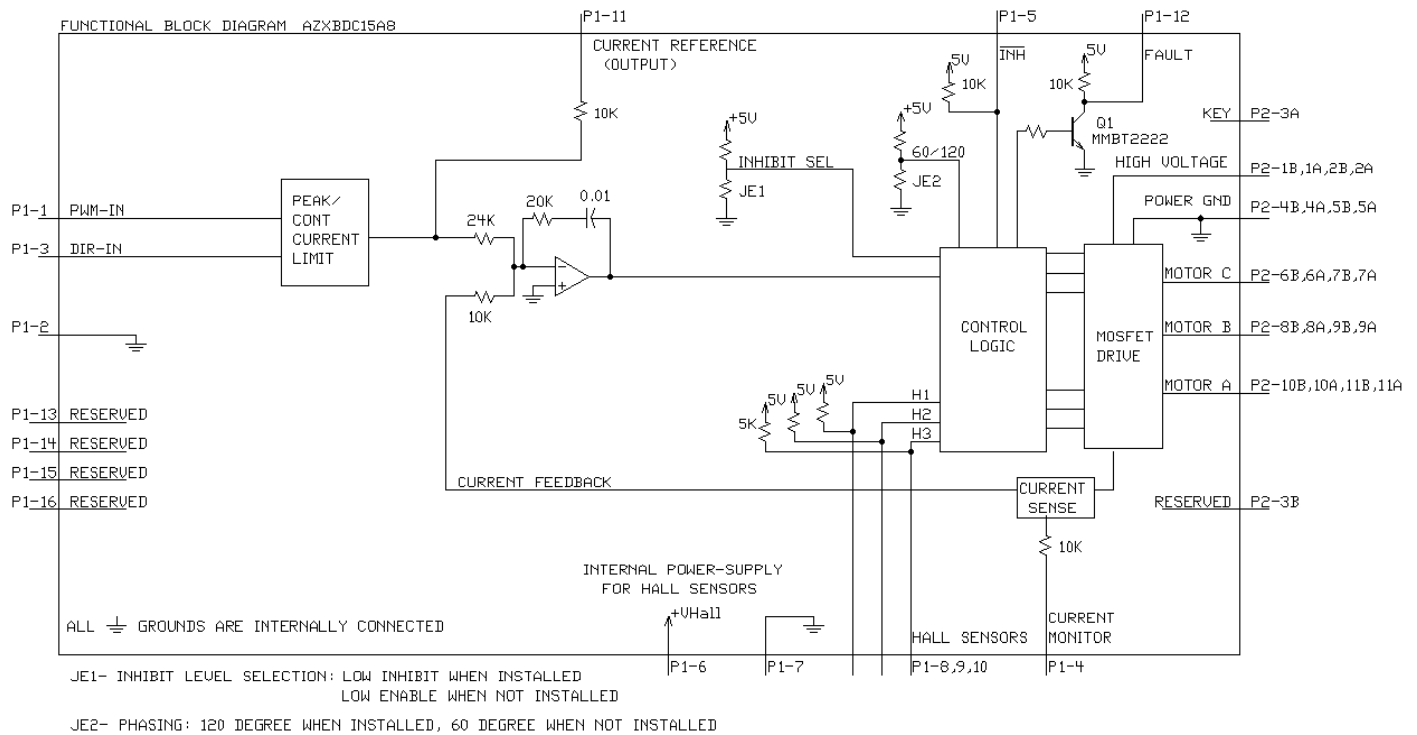 P1-11
P1-5
P1-12
FUNCTIONAL BLOCK DIAGRAM AZXBDC15A8
CURRENT REFERENCE
(OUTPUT)
INH
FAULT
5V
5V
10K
10K
10K
+5V
+5V
Q1
MMBT2222
KEY
P2-3A
60/120
INHIBIT SEL
JE1
JE2
HIGH VOLTAGE
P2-1B,1A,2B,2A
POWER GND
P2-4B,4A,5B,5A
P1-1
PWM-IN
P1-3
DIR-IN
PEAK/
CONT
CURRENT
LIMIT
24K
20K
0.01
-
+
10K
P1-2
CONTROL
LOGIC
MOSFET
DRIVE
MOTOR C
P2-6B,6A,7B,7A
MOTOR B
P2-8B,8A,9B,9A
MOTOR A
P2-10B,10A,11B,11A
5V
5V
5V
5K
H1
H2
H3
P1-13
RESERVED
P1-14
RESERVED
P1-15
RESERVED
P1-16
RESERVED
CURRENT FEEDBACK
CURRENT
SENSE
RESERVED
P2-3B
10K
INTERNAL POWER-SUPPLY
FOR HALL SENSORS
+VHall
ALL GROUNDS ARE INTERNALLY CONNECTED
HALL SENSORS
CURRENT
MONITOR
P1-6
P1-7
P1-8,9,10
P1-4
JE1- INHIBIT LEVEL SELECTION: LOW INHIBIT WHEN INSTALLED
LOW ENABLE WHEN NOT INSTALLED
JE2- PHASING: 120 DEGREE WHEN INSTALLED, 60 DEGREE WHEN NOT INSTALLED